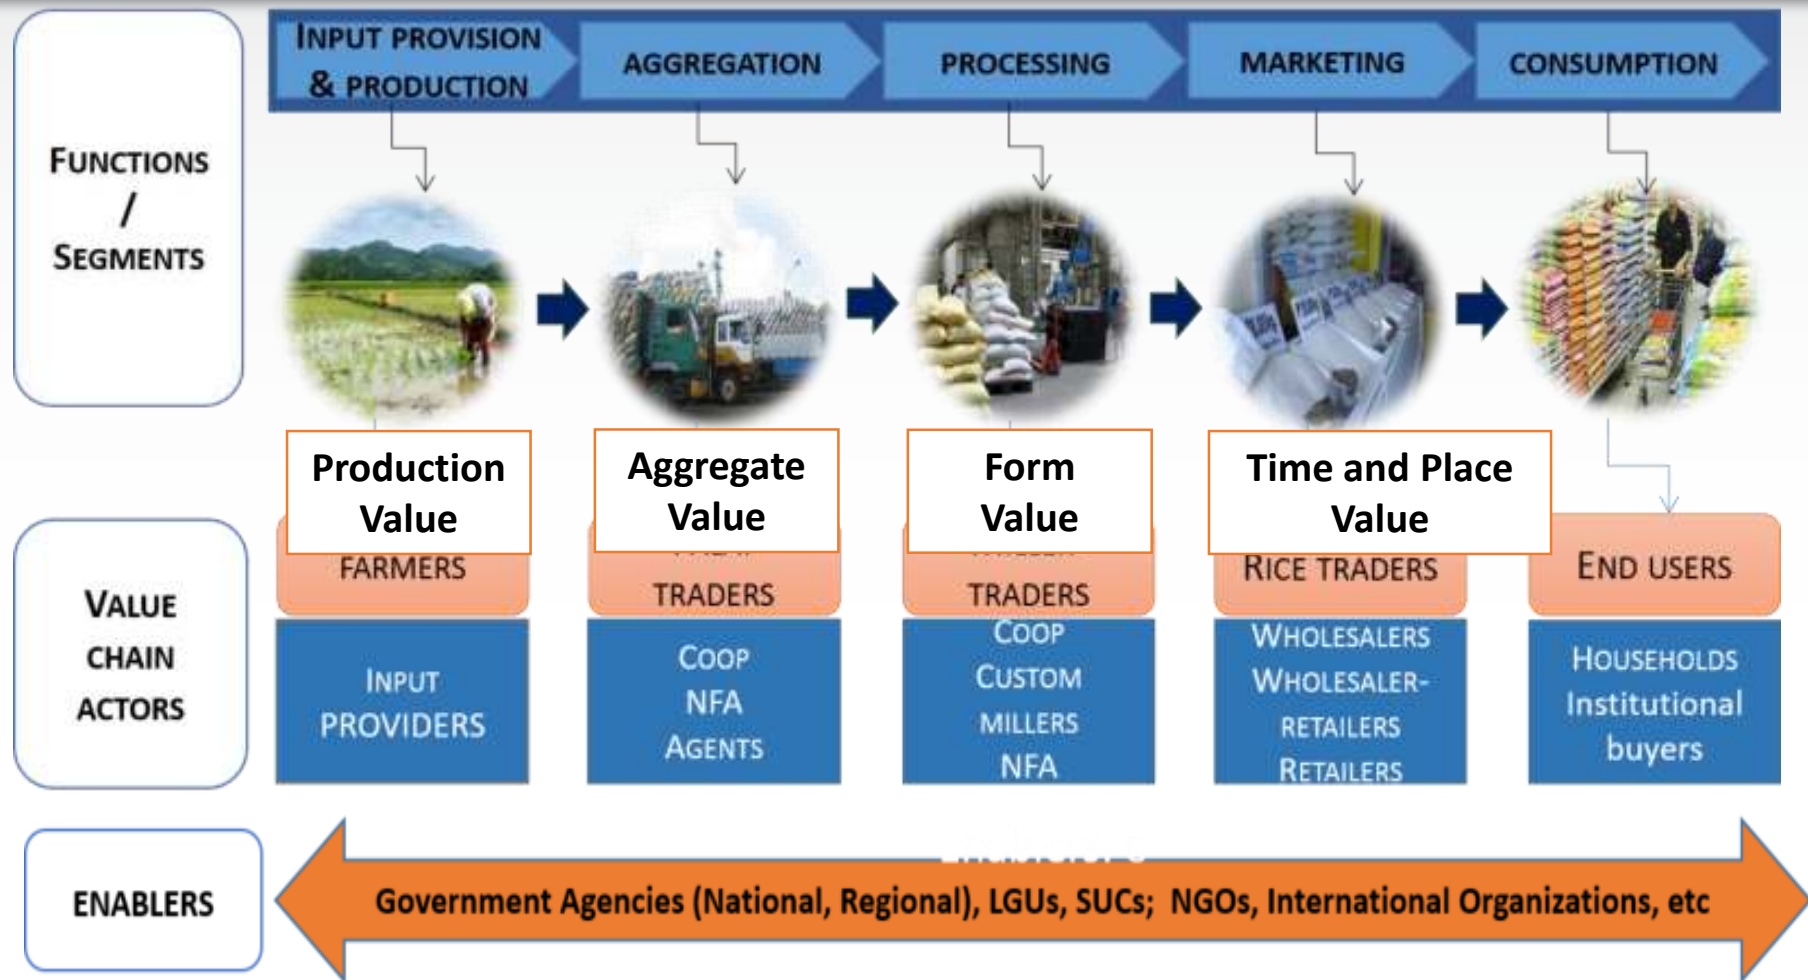 INPUT PROVISION
& PRODUCTION
AGGREGATION
PROCESSING
MARKETING
CONSUMPTION
FUNCTIONS
/
SEGMENTS
Production
Value
Aggregate
Value
Form
Value
Time and Place
Value
VALUE
CHAIN
ACTORS
FARMERS
TRADERS
TRADERS
RICE TRADERS
END USERS
INPUT
PROVIDERS
COOP
NFA
AGENTS
COOP
CUSTOM
MILLERS
NFA
WHOLESALERS
WHOLESALER-
RETAILERS
RETAILERS
HOUSEHOLDS
Institutional
buyers
ENABLERS
Government Agencies (National, Regional), LGUs, SUCs; NGOs, International Organizations, etc